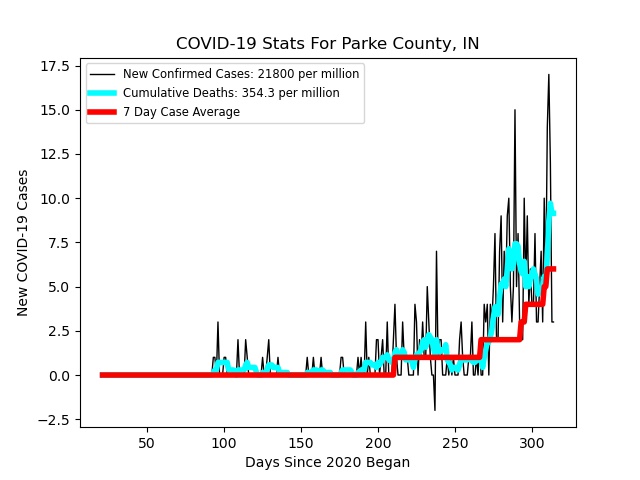 COVID-19 Stats For Parke County, IN
New Confirmed Cases: 21800 per million
Cumulative Deaths: 354.3 per million
7 Day Case Average
17.5
15.0
12.5
10.0
7.5
5.0
2.5
0.0
−2.5
New COVID-19 Cases
50 100 150 200 250 300
Days Since 2020 Began